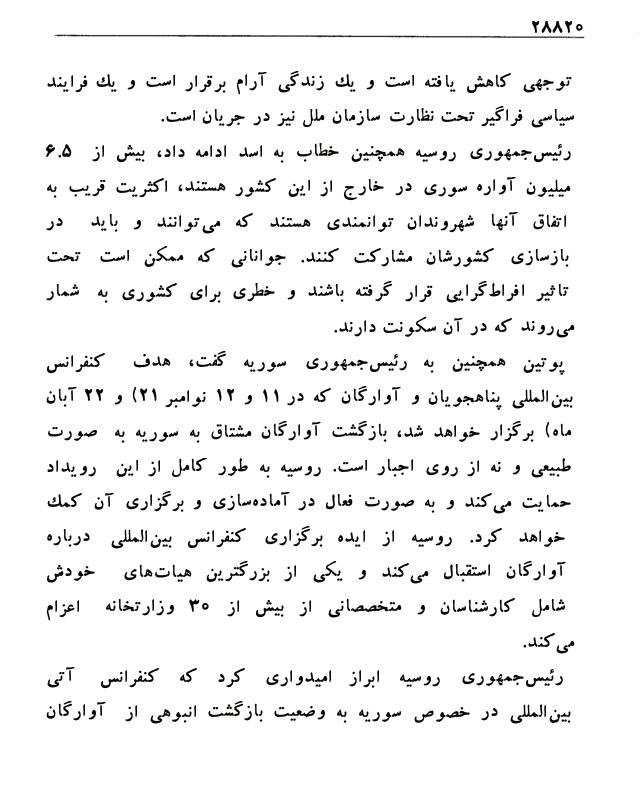 ۲۸۸۲۰
توجهی کاهش یافته است و یك زندگی آرام برقرار است و یك فرایند
سیاسی فراگیر تحت نظارت سازمان ملل نیز در جریان است.
رئیس‌جمهوری روسیه همچنین خطاب به اسد ادامه داد، بیش از ۶.۵
میلیون آواره سوری در خارج از این کشور هستند، اکثریت قریب به
اتفاق آنها شهروندان توانمندی هستند که می‌توانند و باید در
بازسازی کشورشان مشارکت کنند. جوانانی که ممکن است تحت
تاثیر افراط‌گرایی قرار گرفته باشند و خطری برای کشوری به شمار
می‌روند که در آن سکونت دارند.
پوتین همچنین به رئیس‌جمهوری سوریه گفت، هدف کنفرانس
بین‌المللی پناهجویان و آوارگان که در ۱۱ و ۱۲ نوامبر ۲۱) و ۲۲ آبان
ماه) برگزار خواهد شد، بازگشت آوارگان مشتاق به سوریه به صورت
طبیعی و نه از روی اجبار است. روسیه به طور کامل از این رویداد
حمایت می‌کند و به صورت فعال در آماده‌سازی و برگزاری آن کمك
خواهد کرد. روسیه از ایده برگزاری کنفرانس بین‌المللی درباره
آوارگان استقبال می‌کند و یکی از بزرگترین هیات‌های خودش
شامل کارشناسان و متخصصانی از بیش از ۳۰ وزارتخانه اعزام
می‌کند.
رئیس‌جمهوری روسیه ابراز امیدواری کرد که کنفرانس آتی
بین‌المللی در خصوص سوریه به وضعیت بازگشت انبوهی از آوارگان